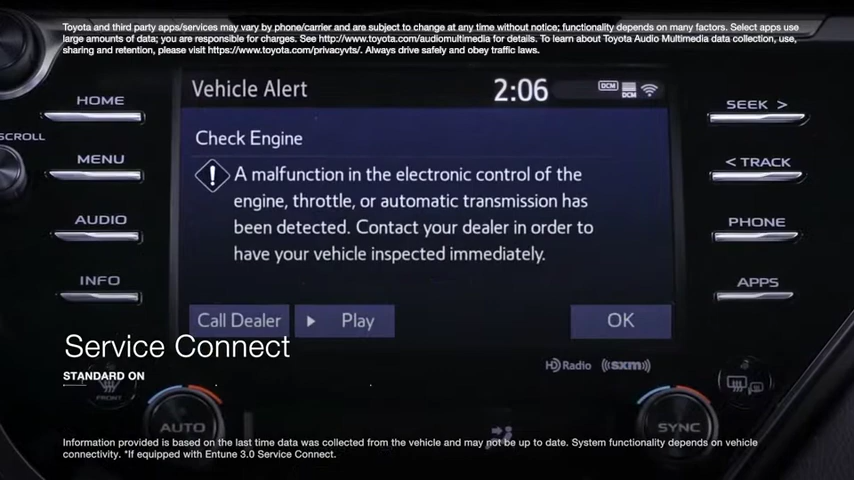 Toyota and third party apps/services may vary by phone/carrier and are subject to change at any time without notice; functionality depends on many factors. Select apps use
large amounts of data; you are responsible for charges. See http://www.toyota.com/audiomultimedia for details. To learn about Toyota Audio Multimedia data collection, use,
sharing and retention, please visit https://www.toyota.com/privacyvts/. Always drive safely and obey traffic laws.
Vehicle Alert 2:06 DCM DCM
HOME
SEEK >
SCROLL
Check Engine
MENU
< TRACK
A malfunction in the electronic control of the
engine, throttle, or automatic transmission has
been detected. Contact your dealer in order to
have your vehicle inspected immediately.
AUDIO
PHONE
INFO
APPS
Call Dealer Play OK
Service Connect
HD Radio ((sxm))
STANDARD ON
FRONT
AUTO
SYNC
Information provided is based on the last time data was collected from the vehicle and may not be up to date. System functionality depends on vehicle
connectivity. *If equipped with Entune 3.0 Service Connect.